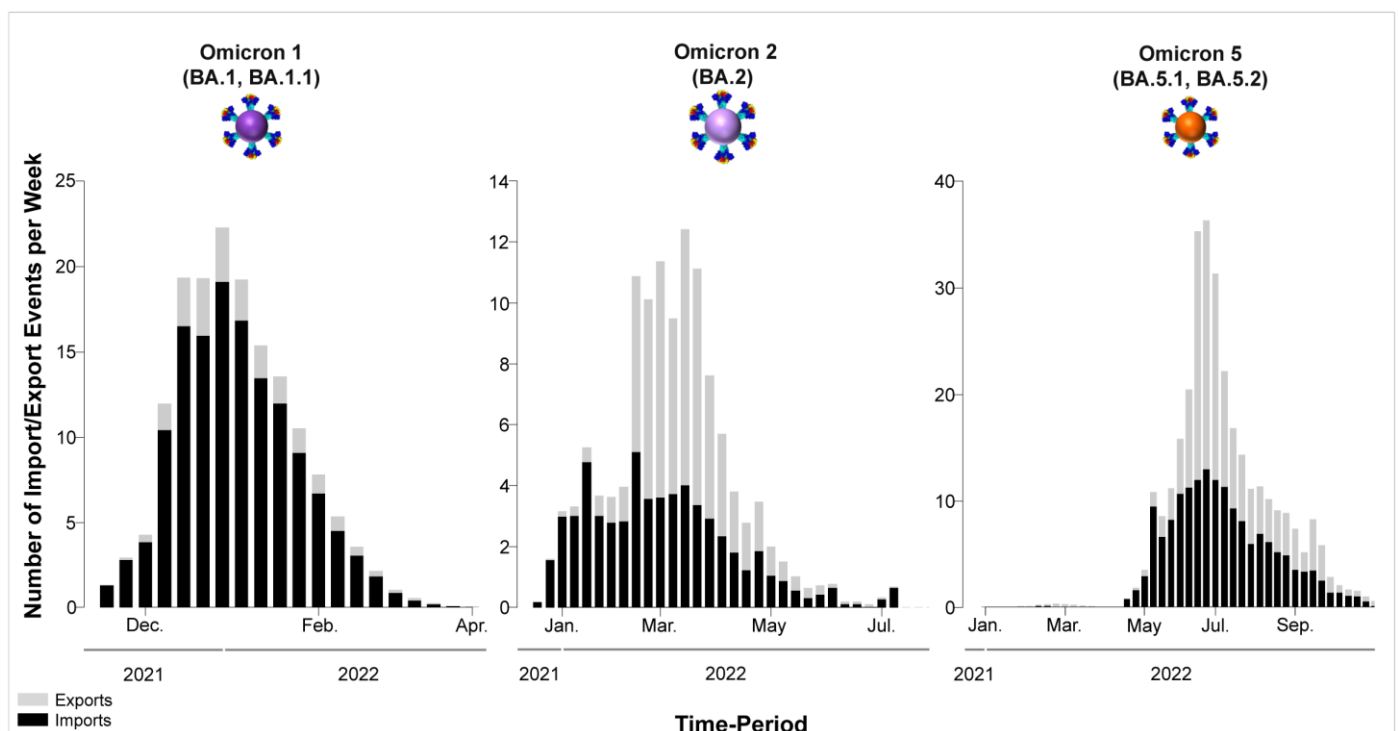 Omicron 1
(BA.1, BA.1.1)
Omicron 2
(BA.2)
Omicron 5
(BA.5.1, BA.5.2)
Number of Import/Export Events per Week
25
20
15
10
5
0
Dec.
Feb.
Apr.
2021
2022
14
12
10
8
6
4
2
0
Jan.
Mar.
May
Jul.
2021
2022
40
30
20
10
0
Jan.
Mar.
May
Jul.
Sep.
2021
2022
Exports
Imports
Time-Period